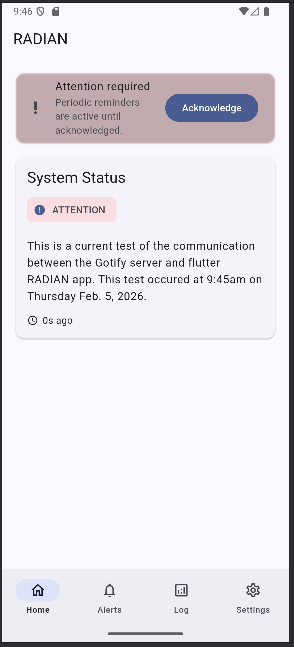 9:46
RADIAN
Attention required
Periodic reminders
are active until
acknowledged.
Acknowledge
System Status
ATTENTION
This is a current test of the communication
between the Gotify server and flutter
RADIAN app. This test occured at 9:45am on
Thursday Feb. 5, 2026.
0s ago
Home
Alerts
Log
Settings